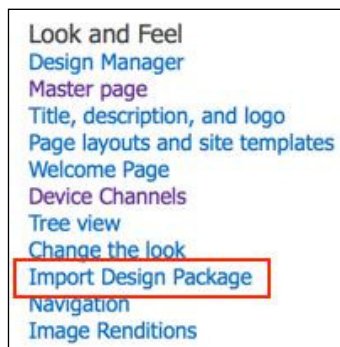 Look and Feel
Design Manager
Master page
Title, description, and logo
Page layouts and site templates
Welcome Page
Device Channels
Tree view
Change the look
Import Design Package
Navigation
Image Renditions